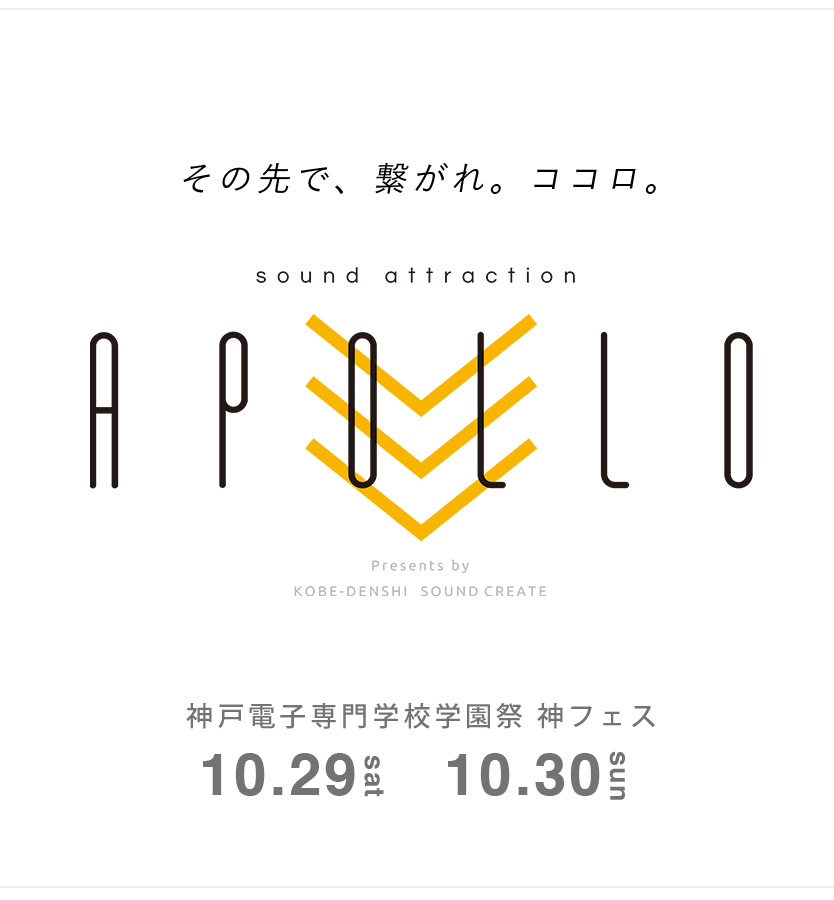 その先で、繋がれ。ココロ。
sound attraction
APOLLO
Presents by
KOBE-DENSHI SOUND CREATE
神戸電子専門学校学園祭 神フェス
10.29 sat 10.30 sun